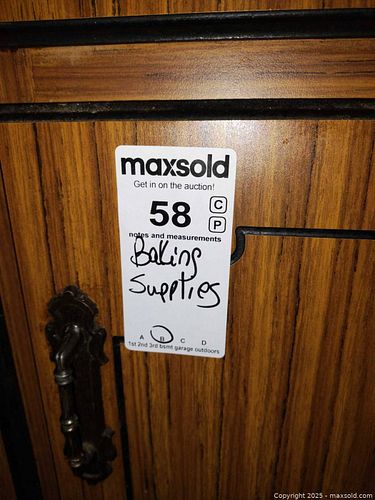 maxsold
Get in on the auction!
58
C
P
notes and measurements
Baking
Supplies
A B C D
1st 2nd 3rd bsmt garage outdoors
Copyright 2025 - maxsold.com